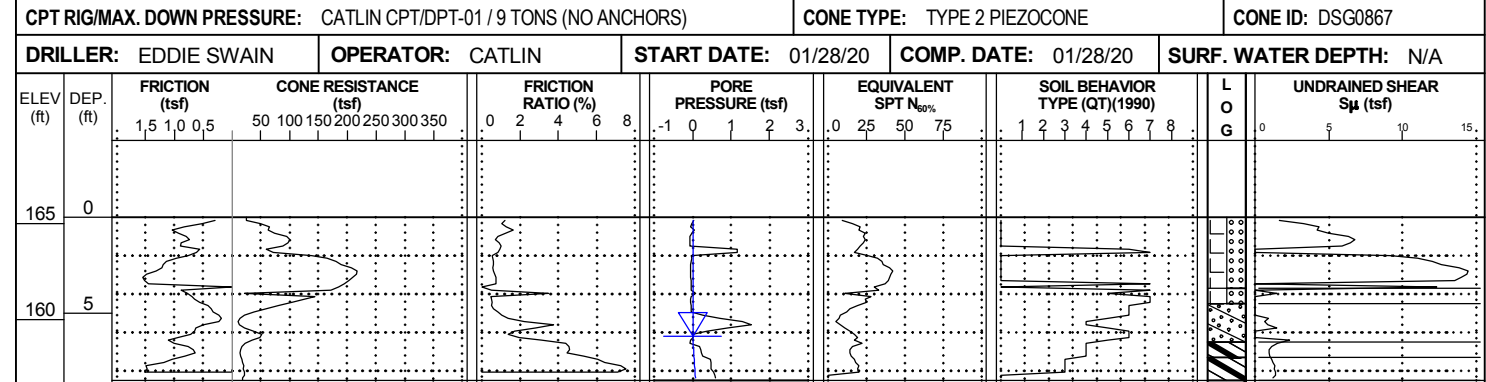 CPT RIG/MAX. DOWN PRESSURE: CATLIN CPT/DPT-01 / 9 TONS (NO ANCHORS) CONE TYPE: TYPE 2 PIEZOCONE CONE ID: DSG0867
DRILLER: EDDIE SWAIN OPERATOR: CATLIN START DATE: 01/28/20 COMP. DATE: 01/28/20 SURF. WATER DEPTH: N/A
ELEV (ft)
DEP. (ft)
FRICTION
(tsf)
1.5 1.0 0.5
CONE RESISTANCE
(tsf)
50 100 150 200 250 300 350
FRICTION
RATIO (%)
0 2 4 6 8
PORE
PRESSURE (tsf)
-1 0 1 2 3
EQUIVALENT
SPT N60%
0 25 50 75
SOIL BEHAVIOR
TYPE (QT)(1990)
1 2 3 4 5 6 7 8
L
O
G
UNDRAINED SHEAR
Sμ (tsf)
0 5 10 15
165 0
160 5